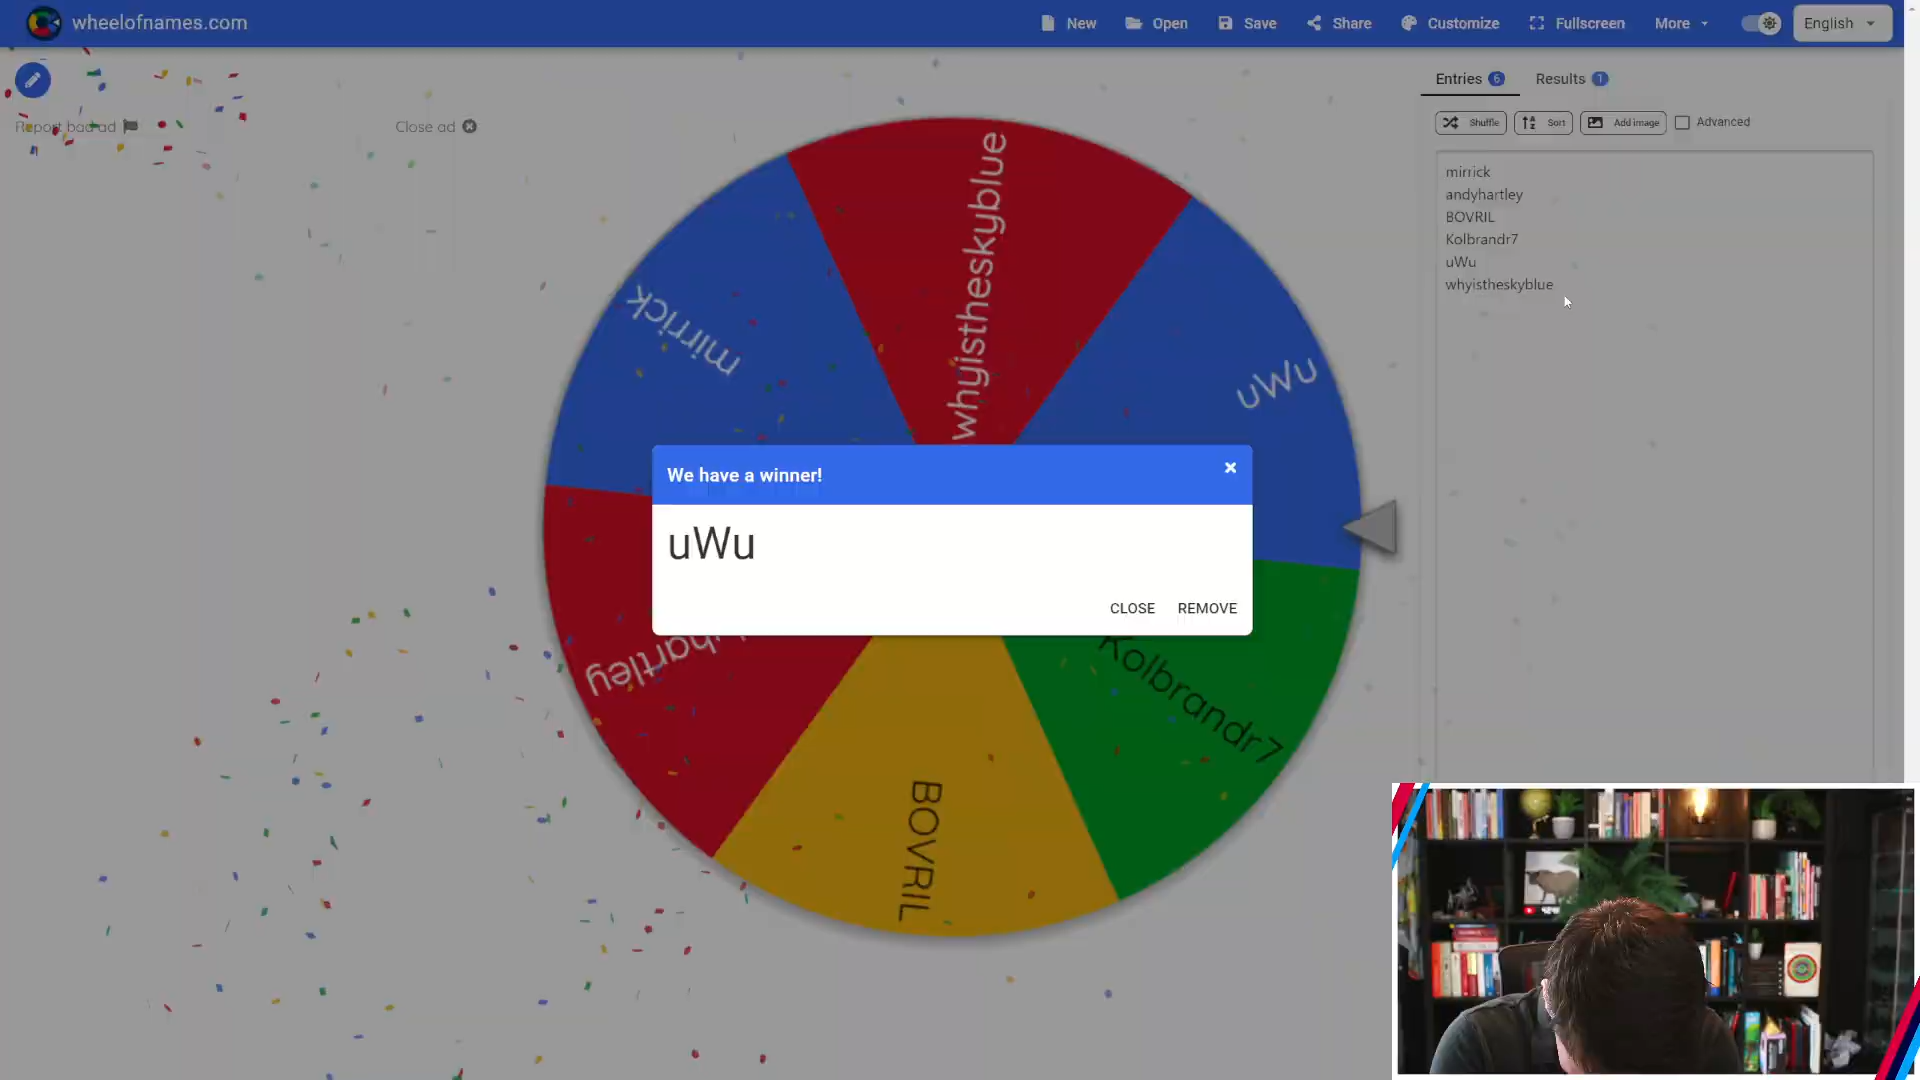 wheelofnames.com
New
Open
Save
Share
Customize
Fullscreen
More
English
Report bad ad
Close ad
Entries 6
Results 1
Shuffle
Sort
Add image
Advanced
mirrick
andyhartley
BOVRIL
Kolbrandr7
uWu
whyistheskyblue
whyistheskyblue
mirrick
uWu
We have a winner!
uWu
CLOSE
REMOVE
hartley
Kolbrandr7
BOVRIL